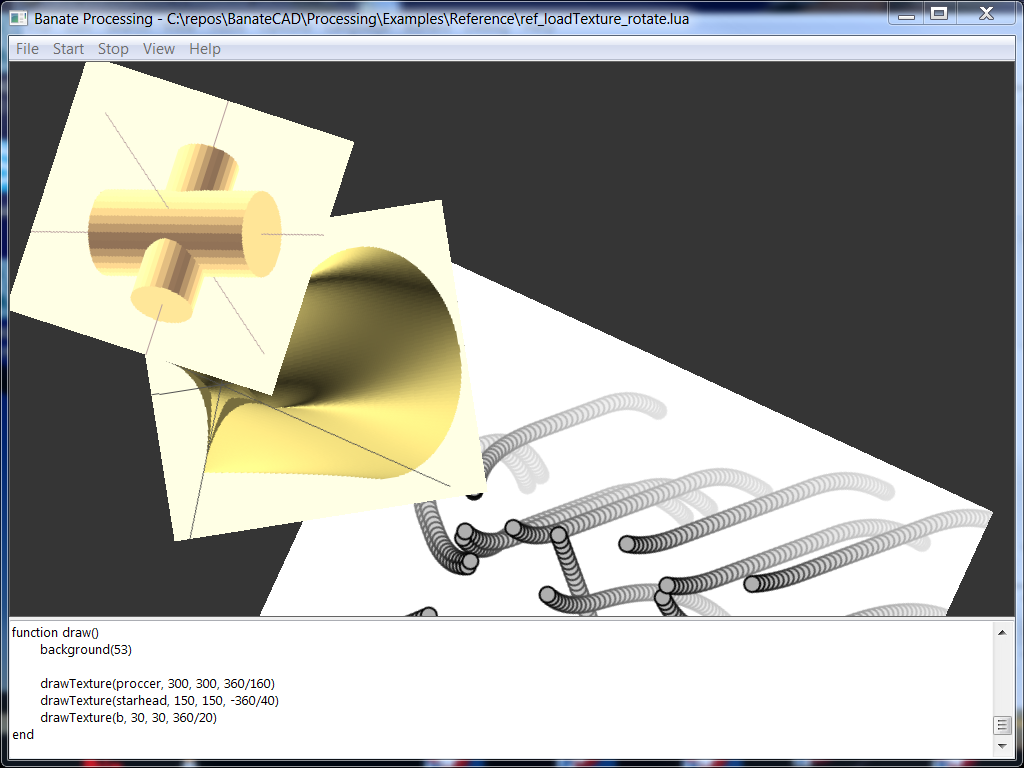 Banate Processing - C:\repos\BanateCAD\Processing\Examples\Reference\ref_loadTexture_rotate.lua
File Start Stop View Help
function draw()
background(53)
drawTexture(proccer, 300, 300, 360/160)
drawTexture(starhead, 150, 150, -360/40)
drawTexture(b, 30, 30, 360/20)
end